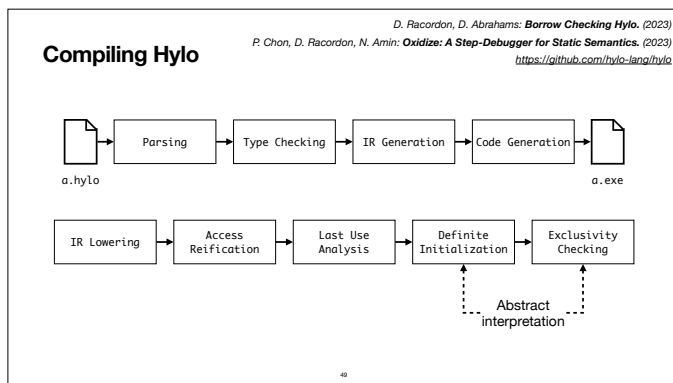 D. Racordon, D. Abrahams: Borrow Checking Hylo. (2023)
Compiling Hylo
P. Chon, D. Racordon, N. Amin: Oxidize: A Step-Debugger for Static Semantics. (2023)
https://github.com/hylo-lang/hylo
Parsing
Type Checking
IR Generation
Code Generation
a.hylo
a.exe
IR Lowering
Access
Reification
Last Use
Analysis
Definite
Initialization
Exclusivity
Checking
Abstract
interpretation
49